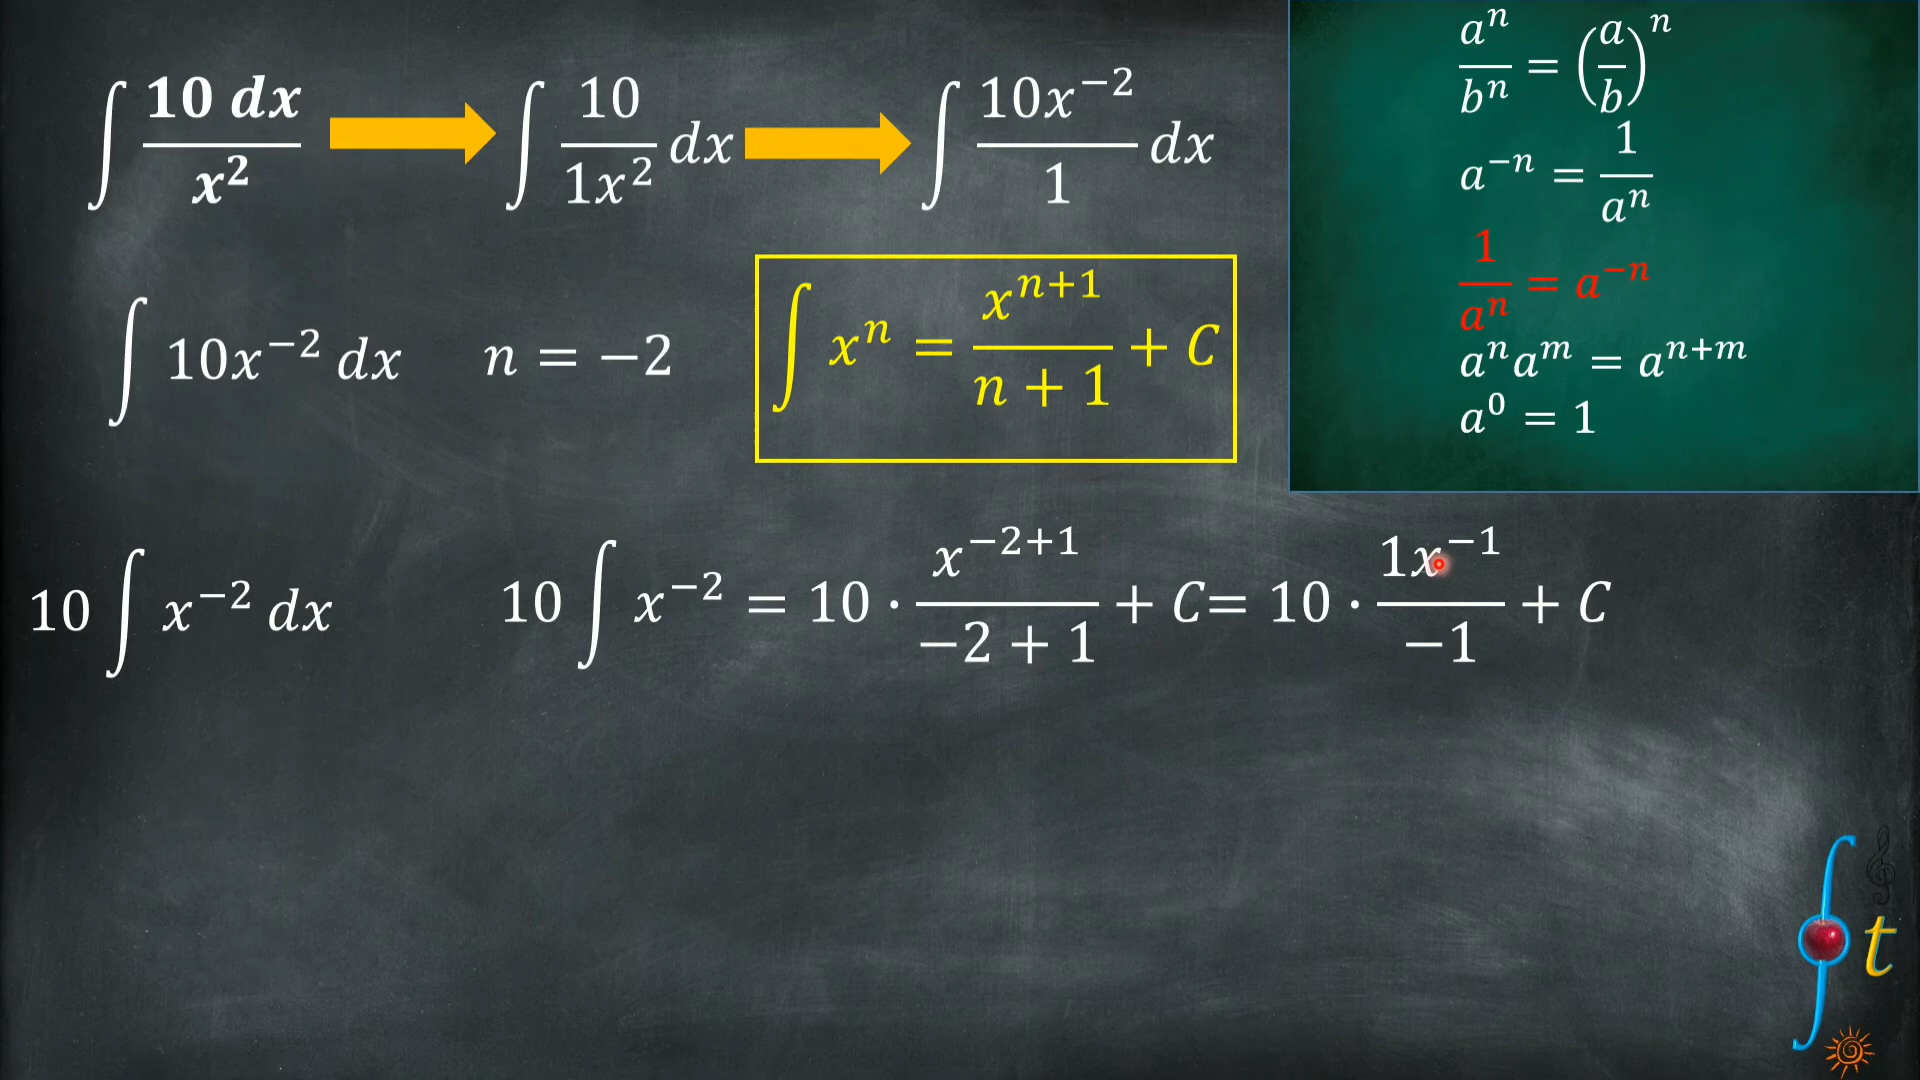 ∫ 10 dx / x² ∫ 10 / 1x² dx ∫ 10x⁻² / 1 dx
∫ 10x⁻² dx n = −2
∫ xⁿ = xⁿ⁺¹ / n + 1 + C
10 ∫ x⁻² dx 10 ∫ x⁻² = 10 · x⁻²⁺¹ / −2 + 1 + C = 10 · 1x⁻¹ / −1 + C
aⁿ / bⁿ = (a / b)ⁿ
a⁻ⁿ = 1 / aⁿ
1 / aⁿ = a⁻ⁿ
aⁿaᵐ = aⁿ⁺ᵐ
a⁰ = 1
∫ t